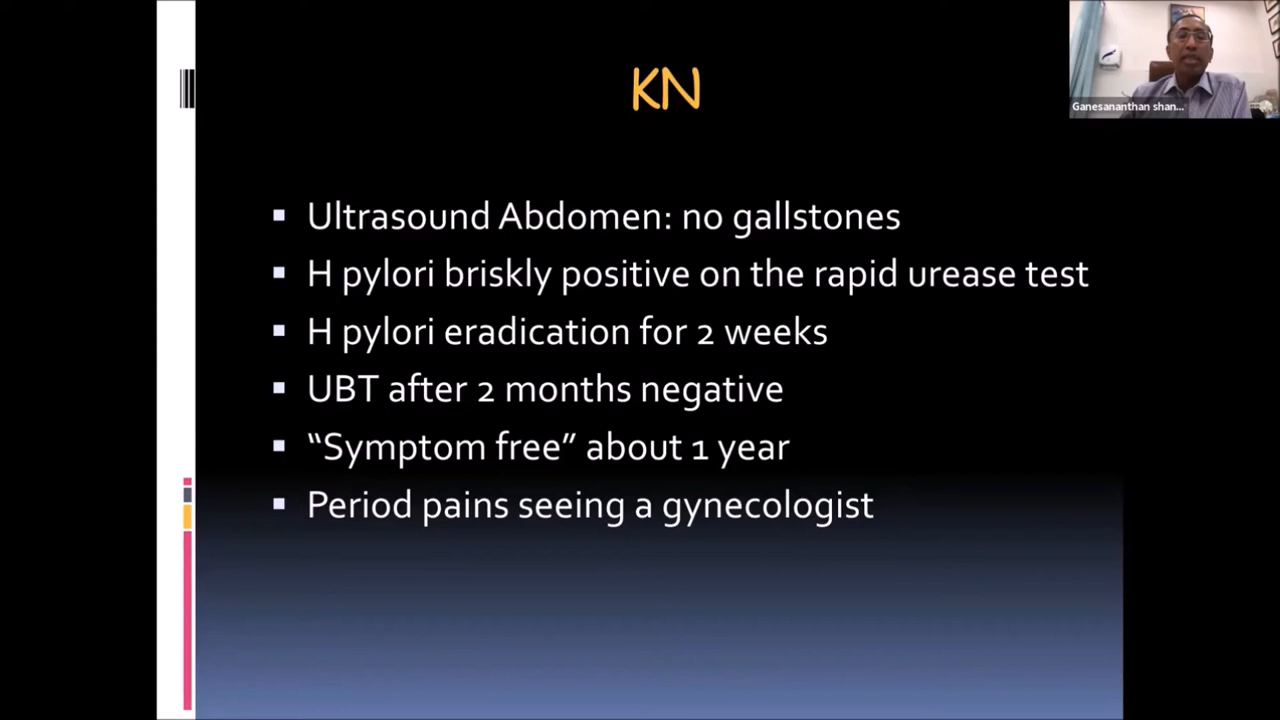 KN
Ganesananthan shan...
Ultrasound Abdomen: no gallstones
H pylori briskly positive on the rapid urease test
H pylori eradication for 2 weeks
UBT after 2 months negative
“Symptom free” about 1 year
Period pains seeing a gynecologist